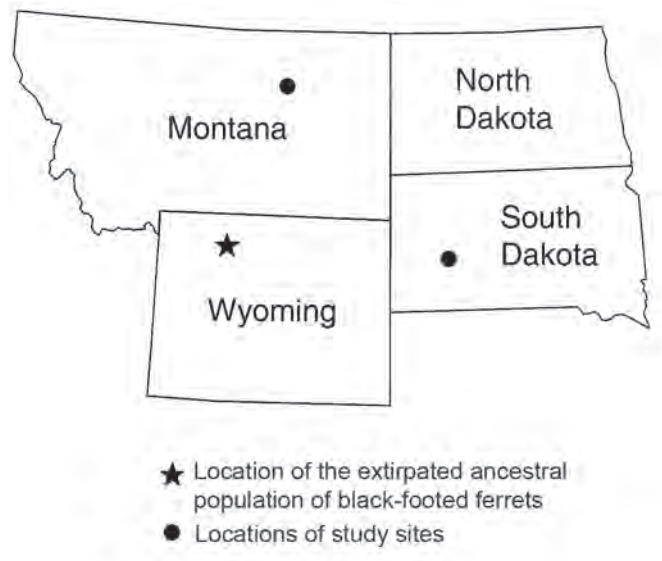 Montana
North
Dakota
South
Dakota
Wyoming
Location of the extirpated ancestral
population of black-footed ferrets
Locations of study sites